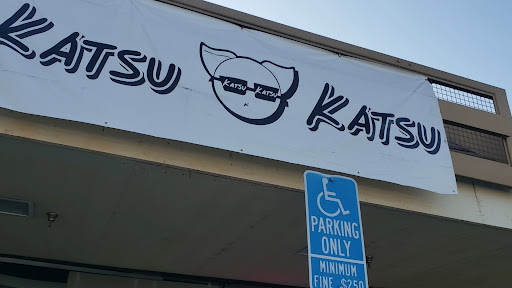 KATSU KATSU
KATSU KATSU
PARKING
ONLY
MINIMUM
FINE $250